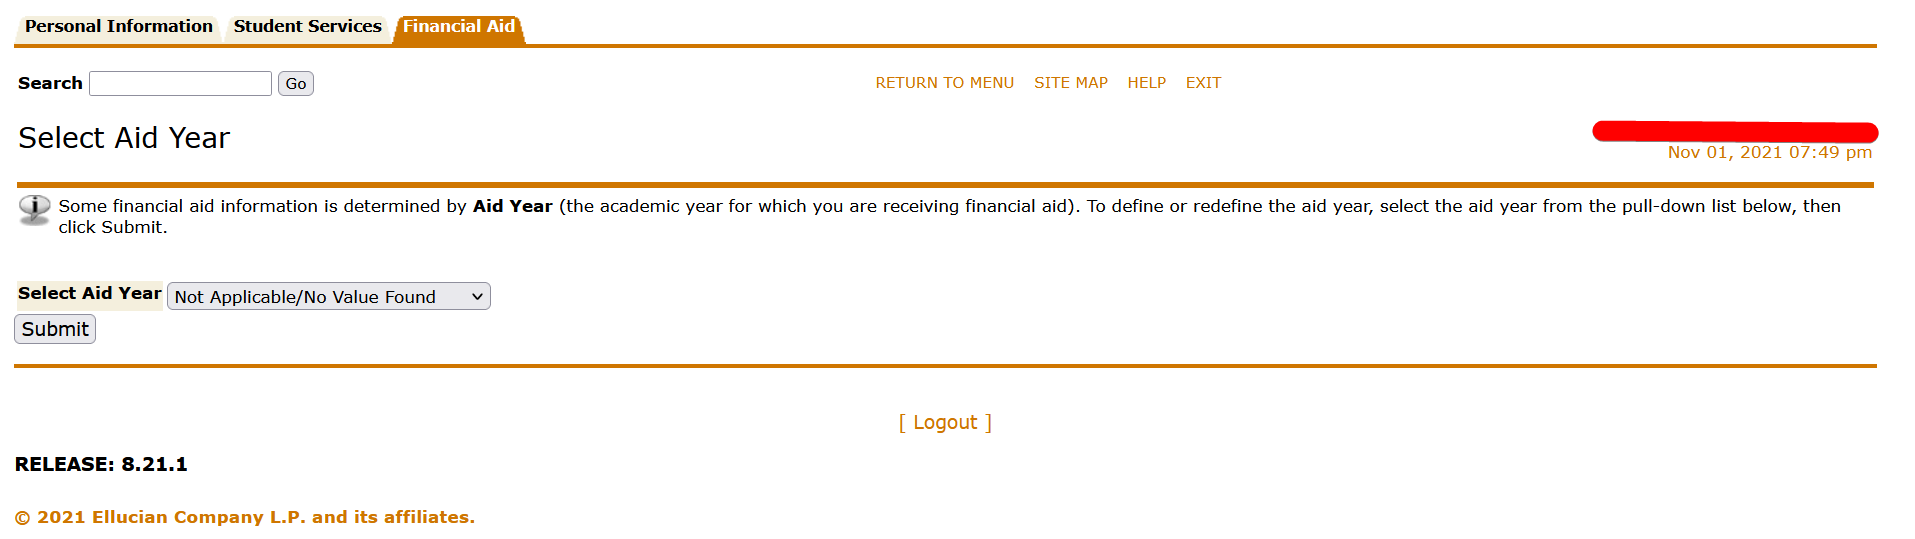 Personal Information Student Services Financial Aid
Search Go RETURN TO MENU SITE MAP HELP EXIT
Select Aid Year
Nov 01, 2021 07:49 pm
Some financial aid information is determined by Aid Year (the academic year for which you are receiving financial aid). To define or redefine the aid year, select the aid year from the pull-down list below, then
click Submit.
Select Aid Year Not Applicable/No Value Found
Submit
[ Logout ]
RELEASE: 8.21.1
© 2021 Ellucian Company L.P. and its affiliates.